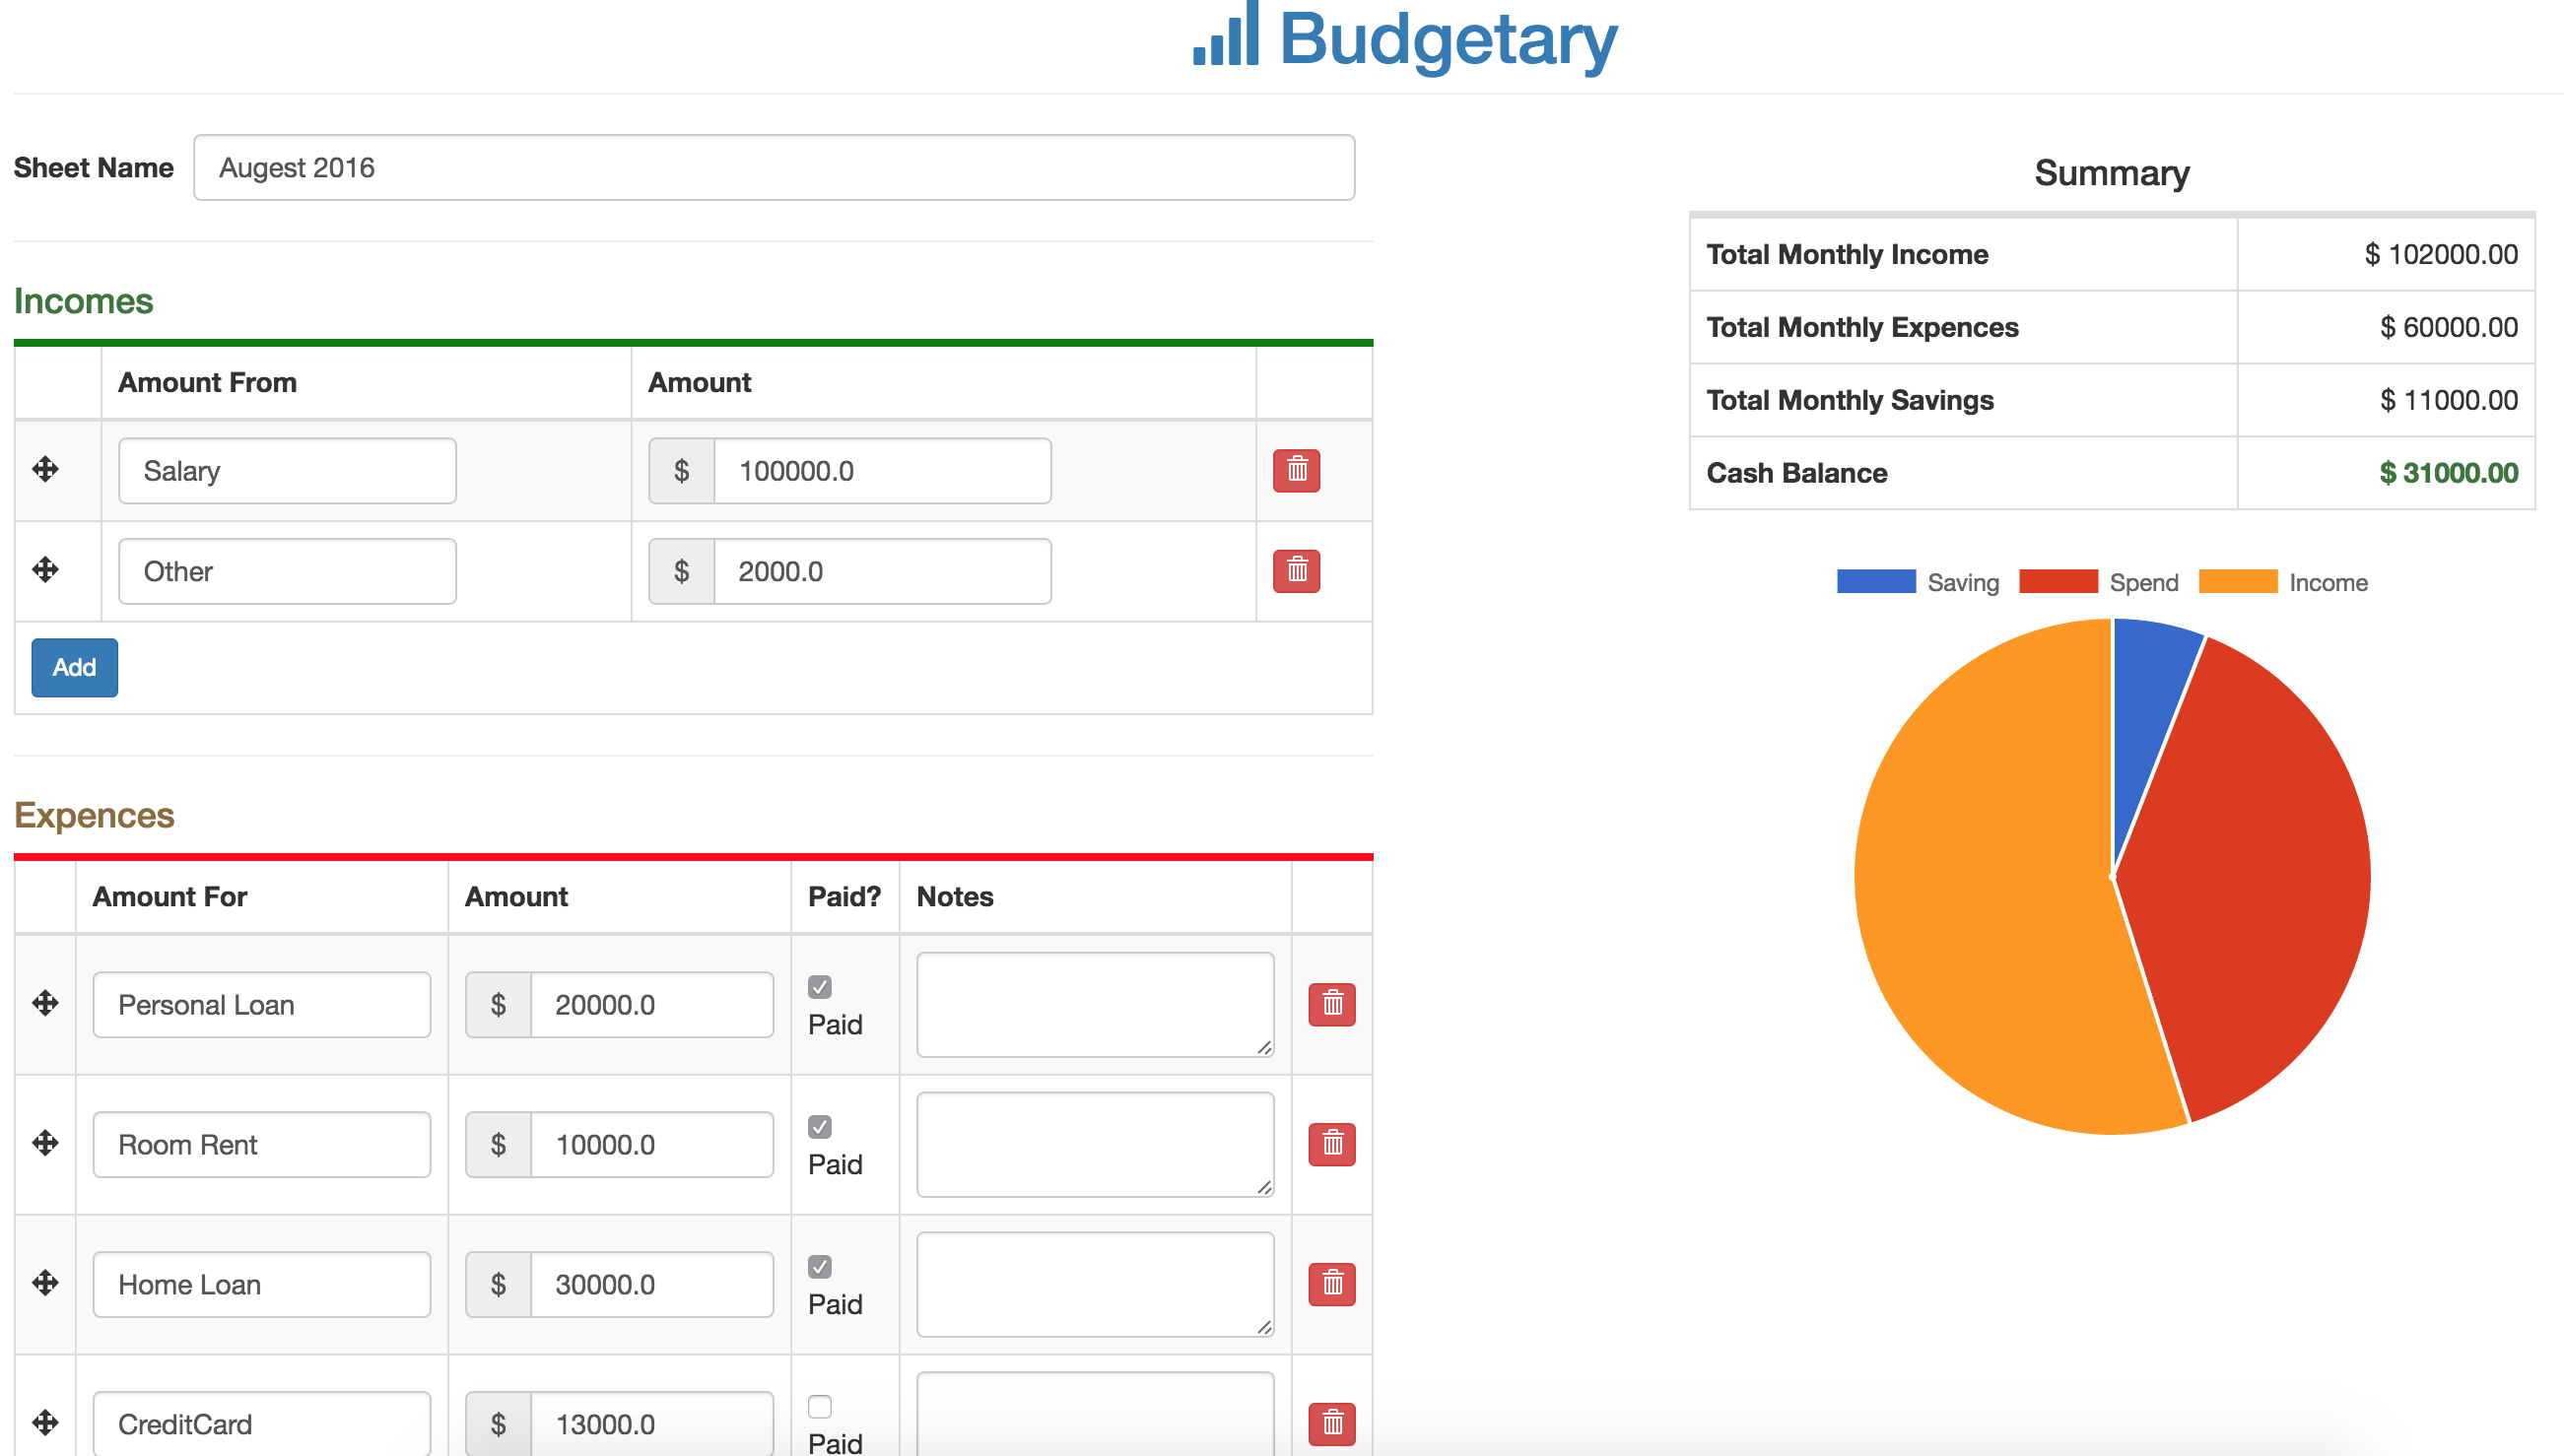 Budgetary
Sheet Name Augest 2016
Incomes
Amount From Amount
Salary $ 100000.0
Other $ 2000.0
Add
Expences
Amount For Amount Paid? Notes
Personal Loan $ 20000.0 Paid
Room Rent $ 10000.0 Paid
Home Loan $ 30000.0 Paid
CreditCard $ 13000.0 Paid
Summary
Total Monthly Income $ 102000.00
Total Monthly Expences $ 60000.00
Total Monthly Savings $ 11000.00
Cash Balance $ 31000.00
Saving Spend Income